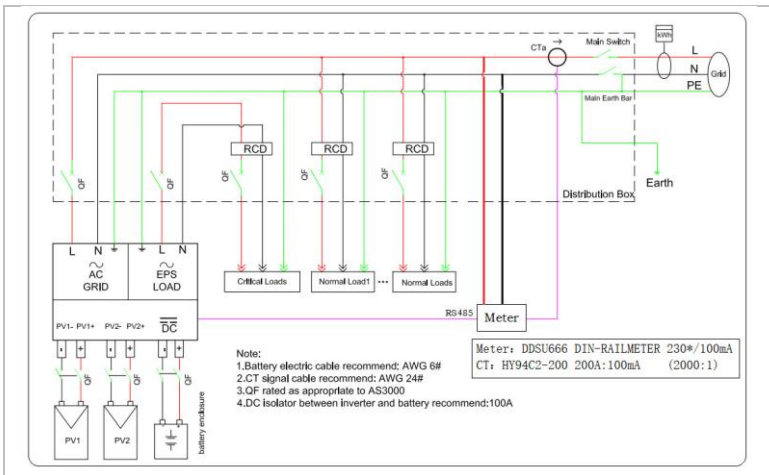 kWh
CTa
Main Switch
L
N
PE
Grid
Main Earth Bar
RCD
RCD
RCD
QF
QF
QF
QF
QF
Earth
Distribution Box
L N L N
AC GRID
EPS LOAD
Critical Loads
Normal Load1
...
Normal Loads
PV1- PV1+ PV2- PV2+ DC
RS485
Meter
- + - + - +
QF
QF
QF
PV1
PV2
battery enclosure
Note:
1.Battery electric cable recommend: AWG 6#
2.CT signal cable recommend: AWG 24#
3.QF rated as appropriate to AS3000
4.DC isolator between inverter and battery recommend:100A
Meter: DDSU666 DIN-RAILMETER 230*/100mA
CT: HY94C2-200 200A:100mA (2000:1)